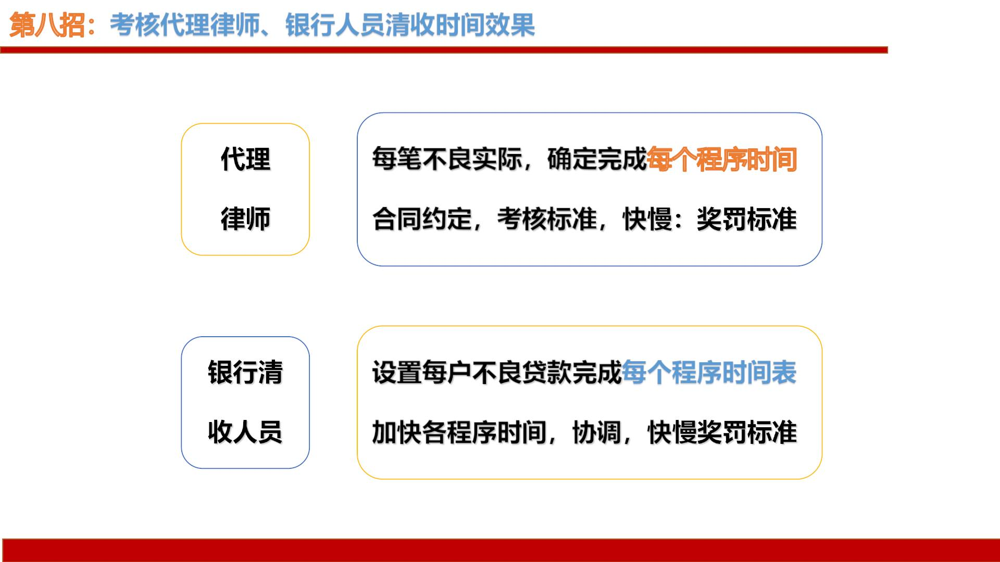 第八招：考核代理律师、银行人员清收时间效果
代理
律师
每笔不良实际，确定完成每个程序时间
合同约定，考核标准，快慢：奖罚标准
银行清
收人员
设置每户不良贷款完成每个程序时间表
加快各程序时间，协调，快慢奖罚标准